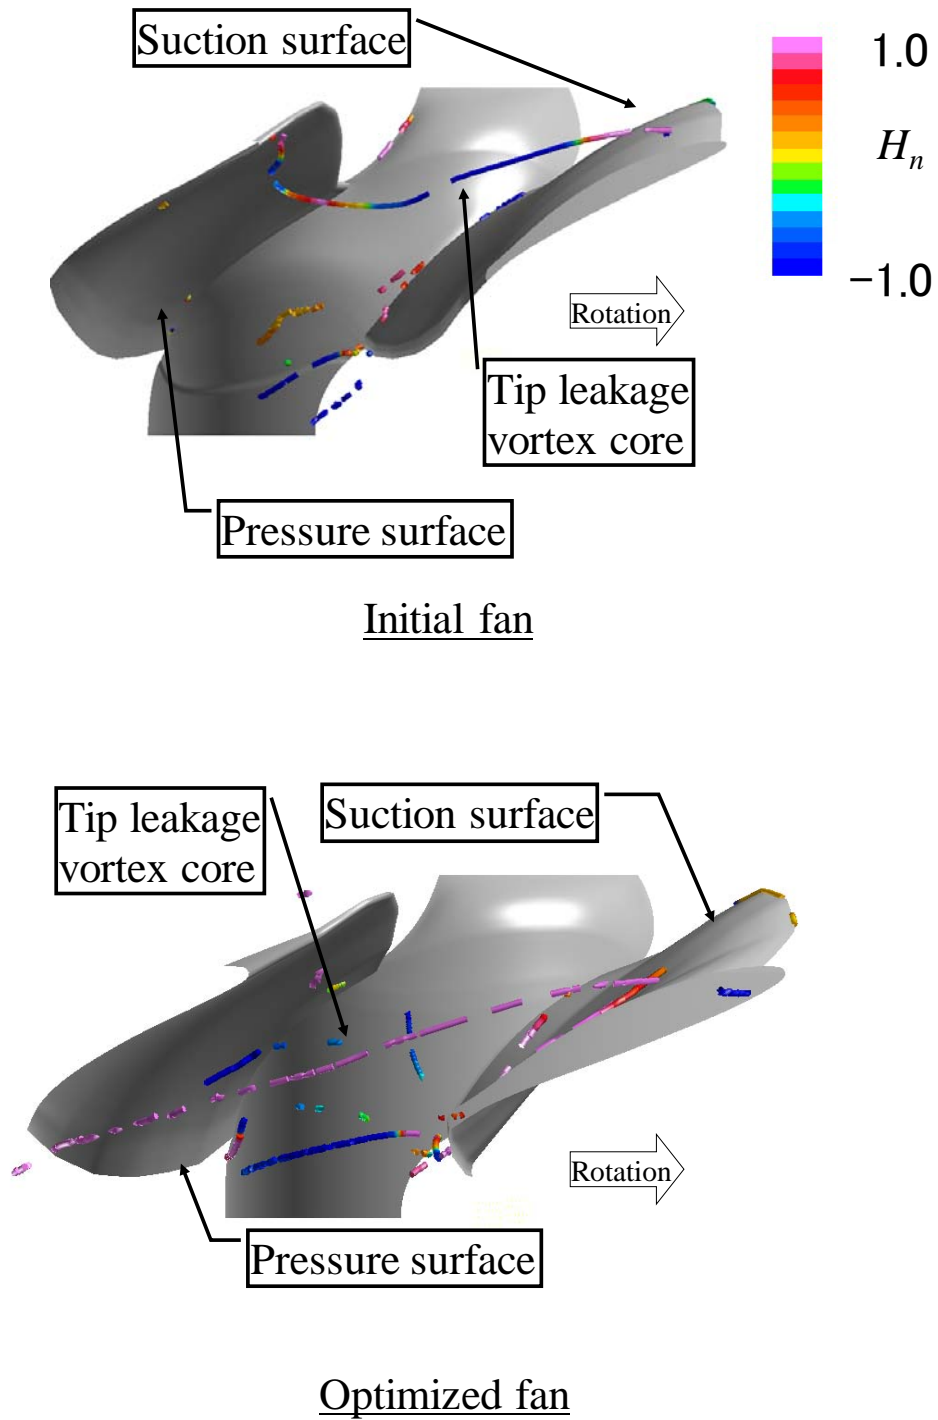 Suction surface
1.0
Hn
−1.0
Rotation
Tip leakage
vortex core
Pressure surface
Initial fan
Tip leakage
vortex core
Suction surface
Rotation
Pressure surface
Optimized fan